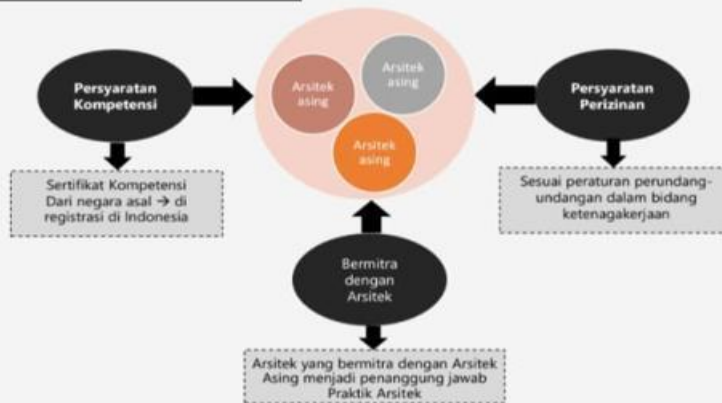 Persyaratan
Kompetensi
Arsitek
asing
Arsitek
asing
Arsitek
asing
Persyaratan
Perizinan
Sertifikat Kompetensi
Dari negara asal → di
registrasi di Indonesia
Sesuai peraturan perundang-
undangan dalam bidang
ketenagakerjaan
Bermitra
dengan
Arsitek
Arsitek yang bermitra dengan Arsitek
Asing menjadi penanggung jawab
Praktik Arsitek